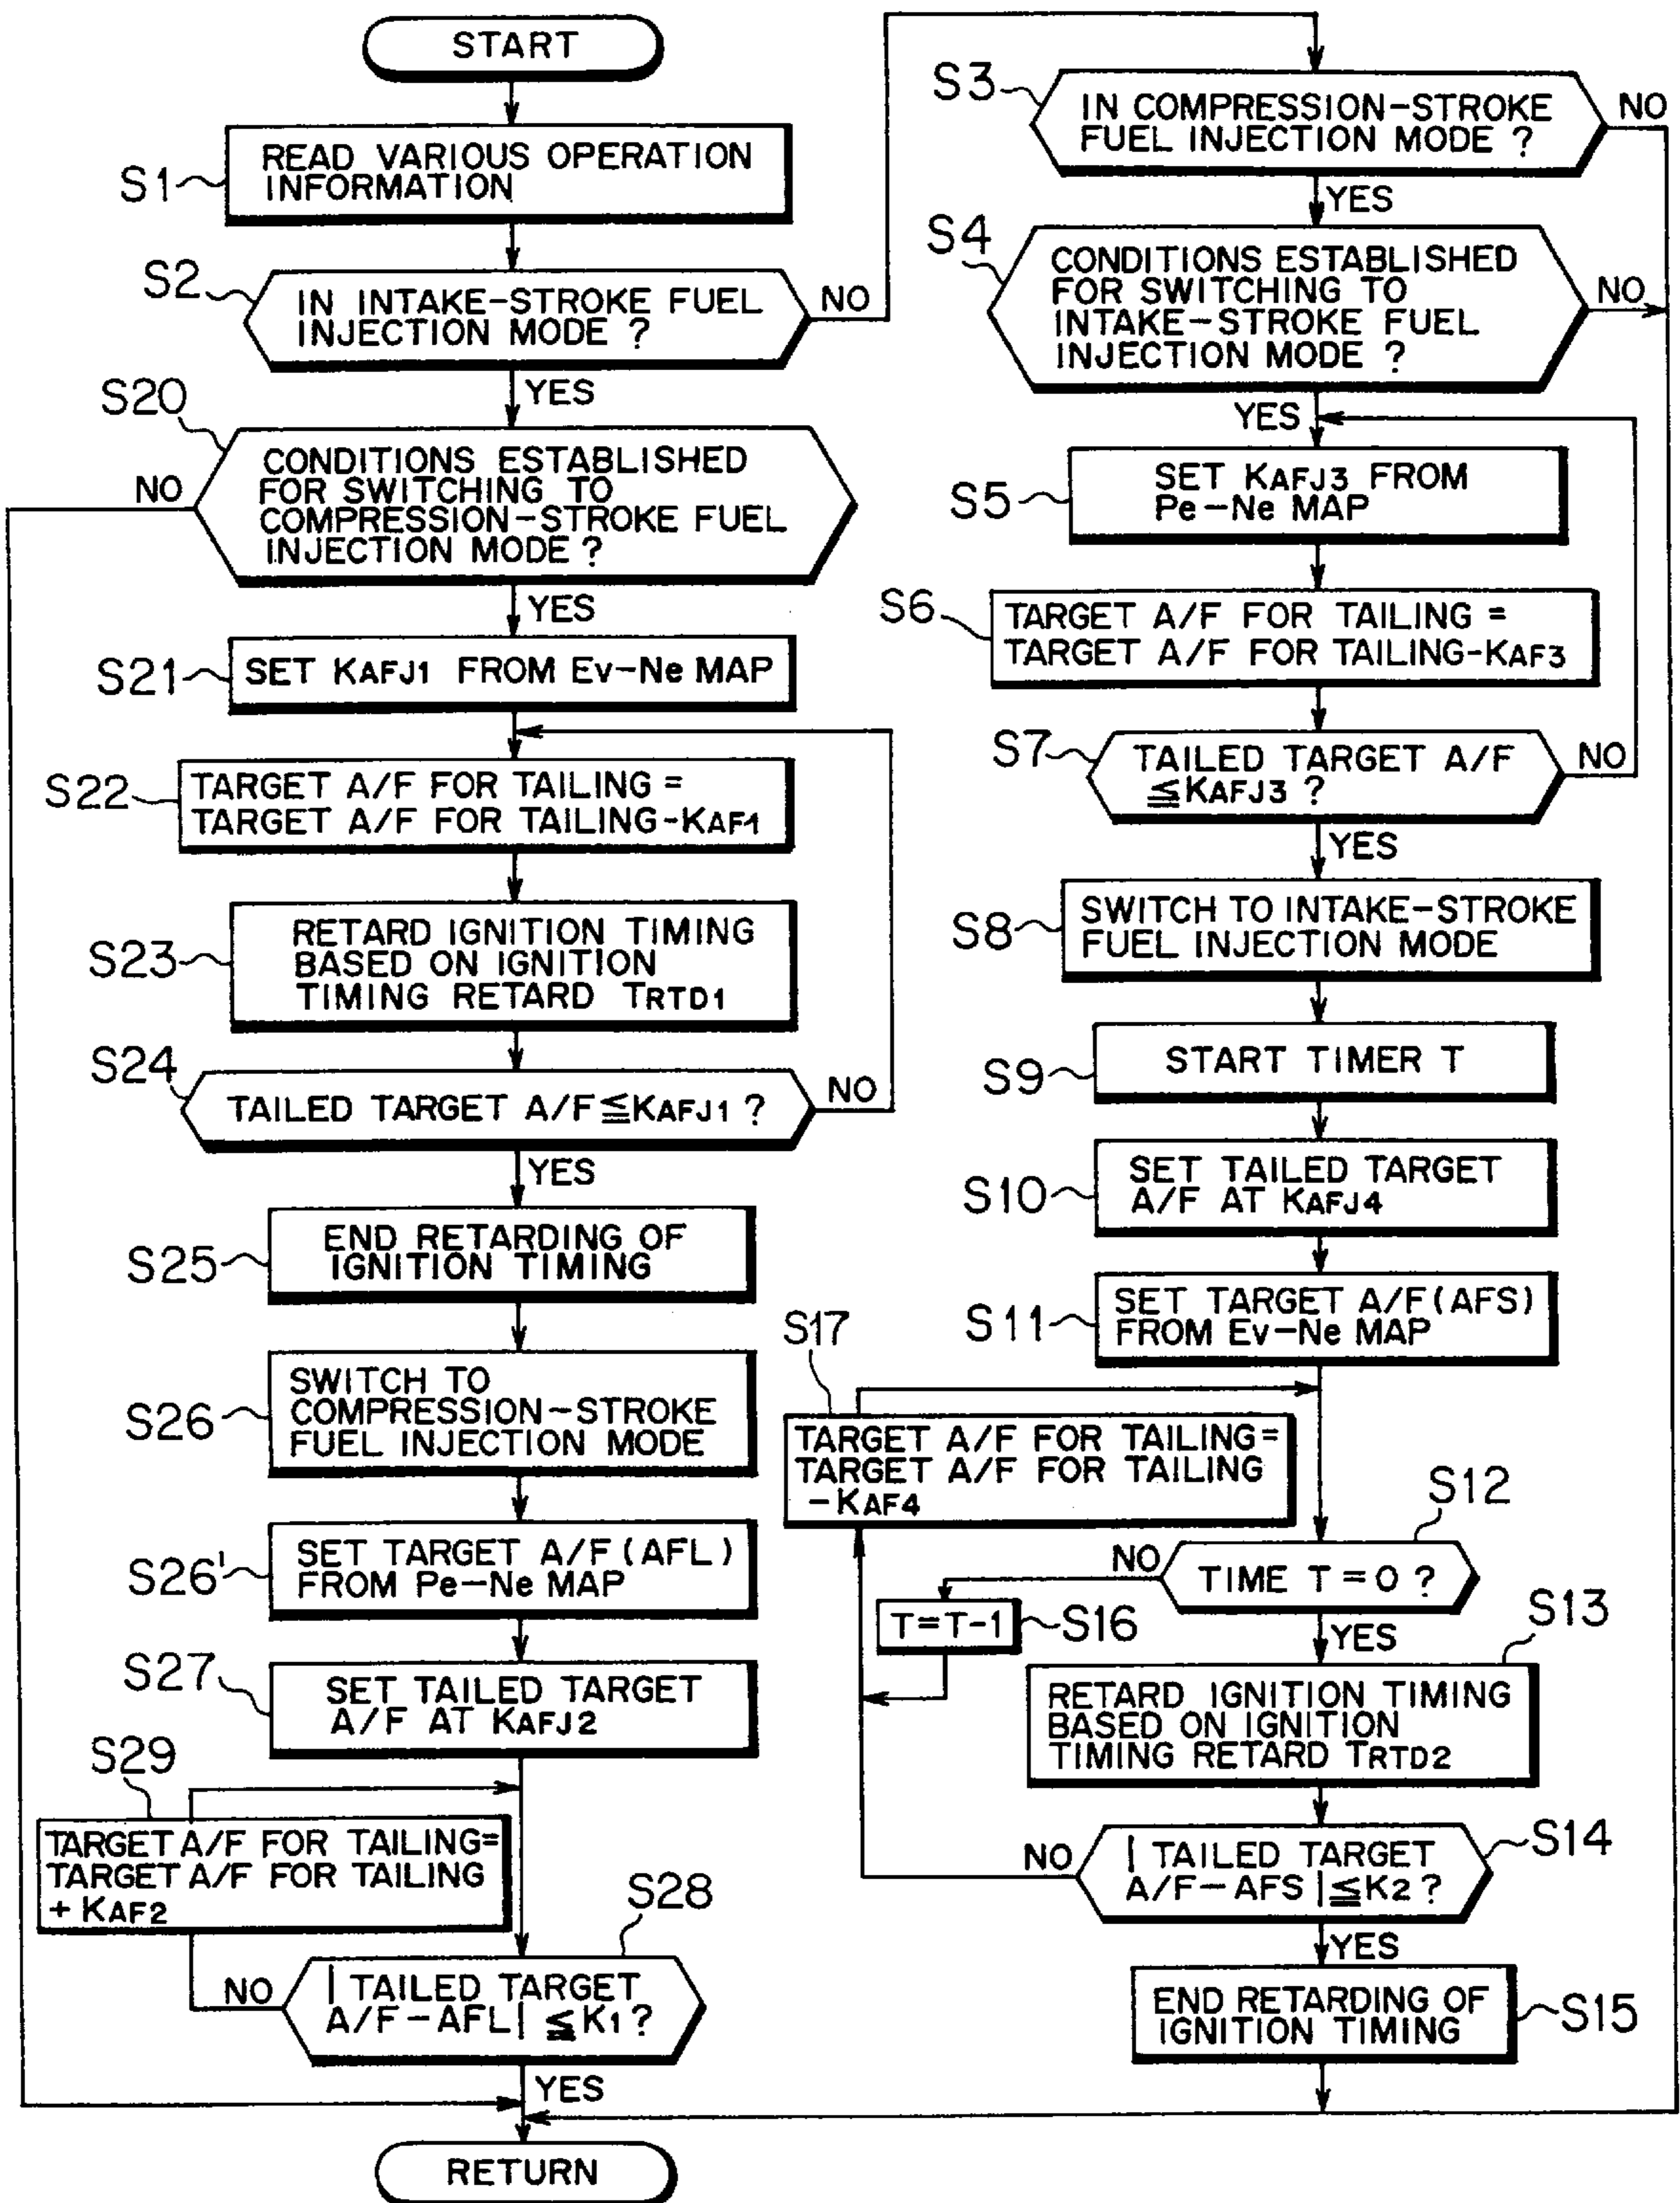 START
S1
READ VARIOUS OPERATION
INFORMATION
S2
IN INTAKE-STROKE FUEL
INJECTION MODE ?
NO
YES
S20
CONDITIONS ESTABLISHED
FOR SWITCHING TO
COMPRESSION-STROKE FUEL
INJECTION MODE ?
NO
YES
S21
SET KAFJ1 FROM Ev-Ne MAP
S22
TARGET A/F FOR TAILING =
TARGET A/F FOR TAILING-KAF1
S23
RETARD IGNITION TIMING
BASED ON IGNITION
TIMING RETARD TRTD1
S24
TAILED TARGET A/F≦KAFJ1 ?
NO
YES
S25
END RETARDING OF
IGNITION TIMING
S26
SWITCH TO
COMPRESSION-STROKE
FUEL INJECTION MODE
S26'
SET TARGET A/F (AFL)
FROM Pe-Ne MAP
S27
SET TAILED TARGET
A/F AT KAFJ2
S29
TARGET A/F FOR TAILING=
TARGET A/F FOR TAILING
+ KAF2
S28
| TAILED TARGET
A/F-AFL| ≦K1?
NO
YES
RETURN
S3
IN COMPRESSION-STROKE
FUEL INJECTION MODE ?
NO
YES
S4
CONDITIONS ESTABLISHED
FOR SWITCHING TO
INTAKE-STROKE FUEL
INJECTION MODE ?
NO
YES
S5
SET KAFJ3 FROM
Pe-Ne MAP
S6
TARGET A/F FOR TAILING =
TARGET A/F FOR TAILING-KAF3
S7
TAILED TARGET A/F
≦KAFJ3 ?
NO
YES
S8
SWITCH TO INTAKE-STROKE
FUEL INJECTION MODE
S9
START TIMER T
S10
SET TAILED TARGET
A/F AT KAFJ4
S11
SET TARGET A/F(AFS)
FROM Ev-Ne MAP
S17
TARGET A/F FOR TAILING=
TARGET A/F FOR TAILING
-KAF4
S12
TIME T=0 ?
NO
YES
T=T-1
S16
S13
RETARD IGNITION TIMING
BASED ON IGNITION
TIMING RETARD TRTD2
S14
| TAILED TARGET
A/F-AFS |≦K2?
NO
YES
S15
END RETARDING OF
IGNITION TIMING